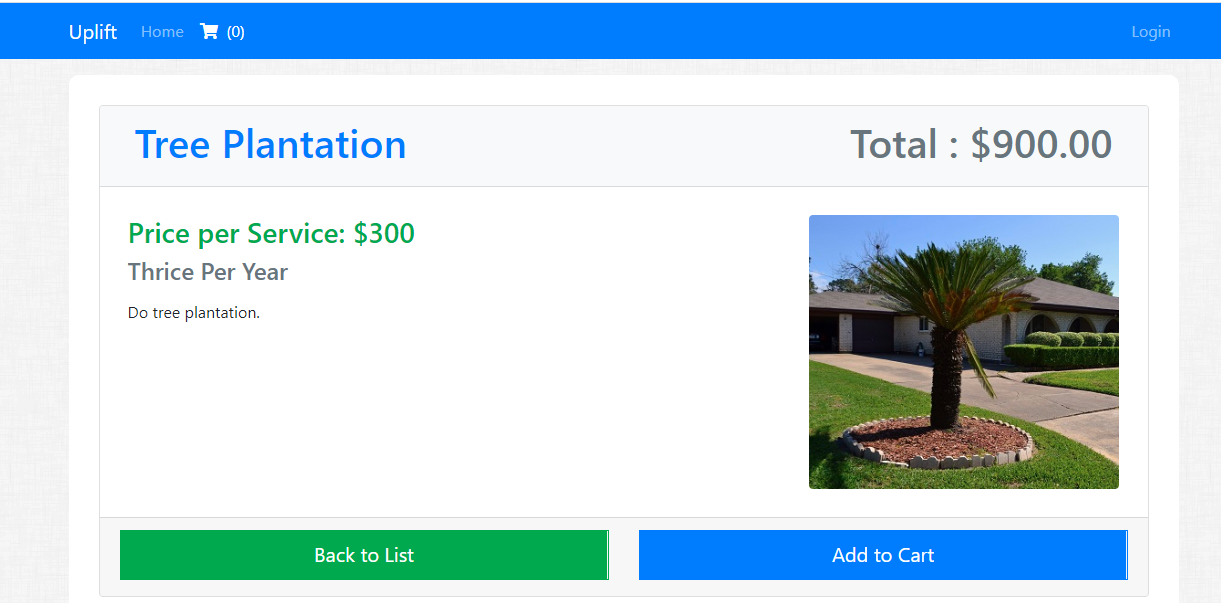 Uplift Home (0) Login
Tree Plantation Total : $900.00
Price per Service: $300
Thrice Per Year
Do tree plantation.
Back to List Add to Cart